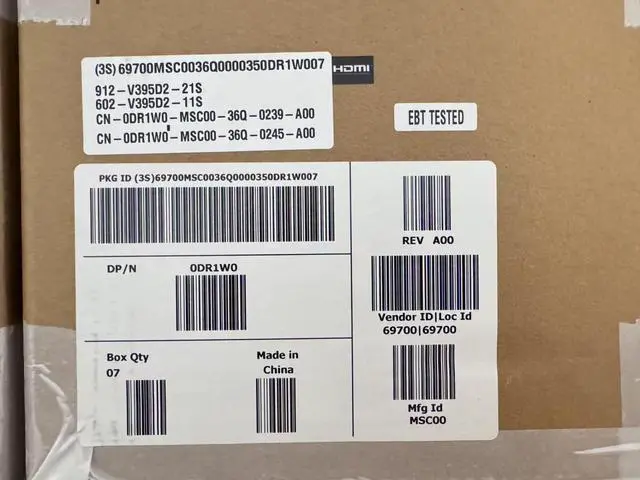 (3S)69700MSC0036Q0000350DR1W007
HDMI
912-V395D2-21S
602-V395D2-11S
CN-0DR1W0-MSC00-36Q-0239-A00
CN-0DR1W0-MSC00-36Q-0245-A00
EBT TESTED
PKG ID (3S)69700MSC0036Q0000350DR1W007
REV A00
DP/N 0DR1W0
Vendor ID|Loc Id
69700|69700
Box Qty
07
Made in
China
Mfg Id
MSC00